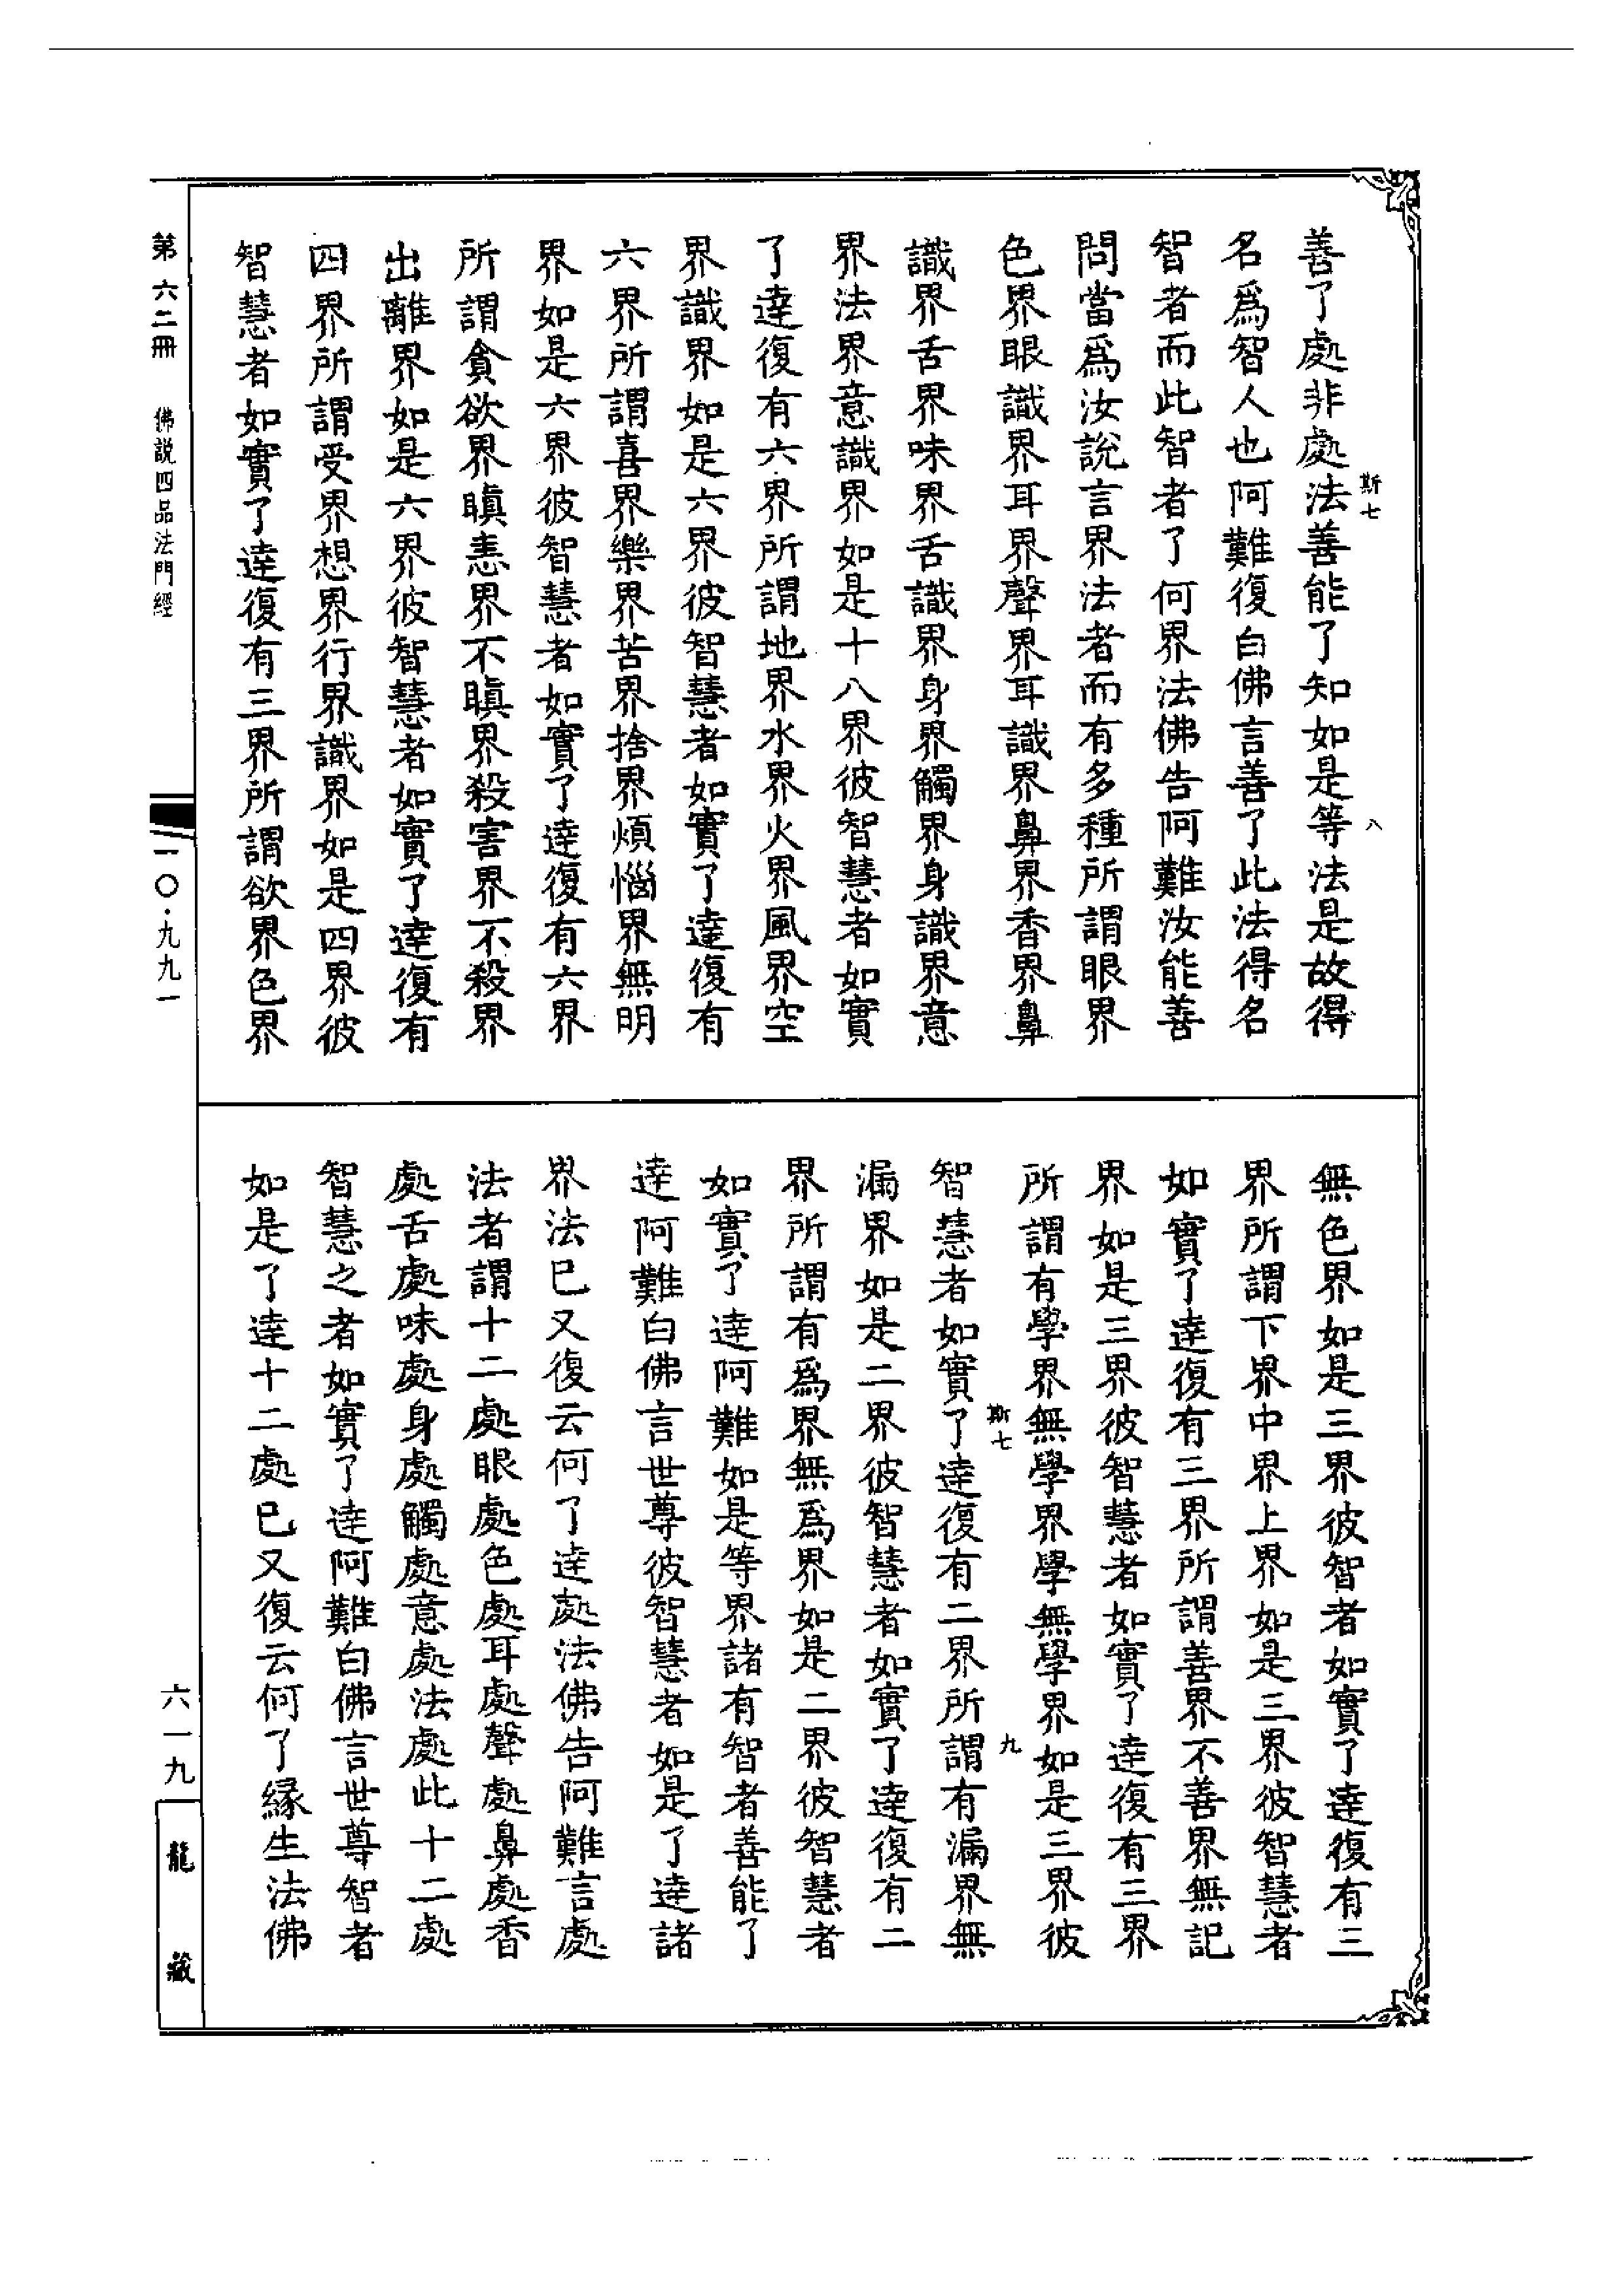 善了處非處法善能了知如是等法是故得
名爲智人也阿難復白佛言善了此法得名
智者而此智者了何界法佛告阿難汝能善
問當爲汝說言界法者而有多種所謂眼界
色界眼識界耳界聲界耳識界鼻界香界鼻
識界舌界味界舌識界身界觸界身識界意
界法界意識界如是十八界彼智慧者如實
了達復有六界所謂地界水界火界風界空
界識界如是六界彼智慧者如實了達復有
六界所謂喜界樂界苦界捨界煩惱界無明
界如是六界彼智慧者如實了達復有六界
所謂貪欲界瞋恚界不瞋界殺害界不殺界
出離界如是六界彼智慧者如實了達復有
四界所謂受界想界行界識界如是四界彼
智慧者如實了達復有三界所謂欲界色界
斯七
八
無色界如是三界彼智者如實了達復有三
界所謂下界中界上界如是三界彼智慧者
如實了達復有三界所謂善界不善界無記
界如是三界彼智慧者如實了達復有三界
所謂有學界無學界學無學界如是三界彼
智慧者如實了達復有二界所謂有漏界無
漏界如是二界彼智慧者如實了達復有二
界所謂有爲界無爲界如是二界彼智慧者
如實了達阿難如是等界諸有智者善能了
達阿難白佛言世尊彼智慧者如是了達諸
界法已又復云何了達處法佛告阿難言處
法者謂十二處眼處色處耳處聲處鼻處香
處舌處味處身處觸處意處法處此十二處
智慧之者如實了達阿難白佛言世尊智者
如是了達十二處已又復云何了緣生法佛
斯七
九
第六二冊 佛説四品法門經
一〇·九九一
六一九
龍藏